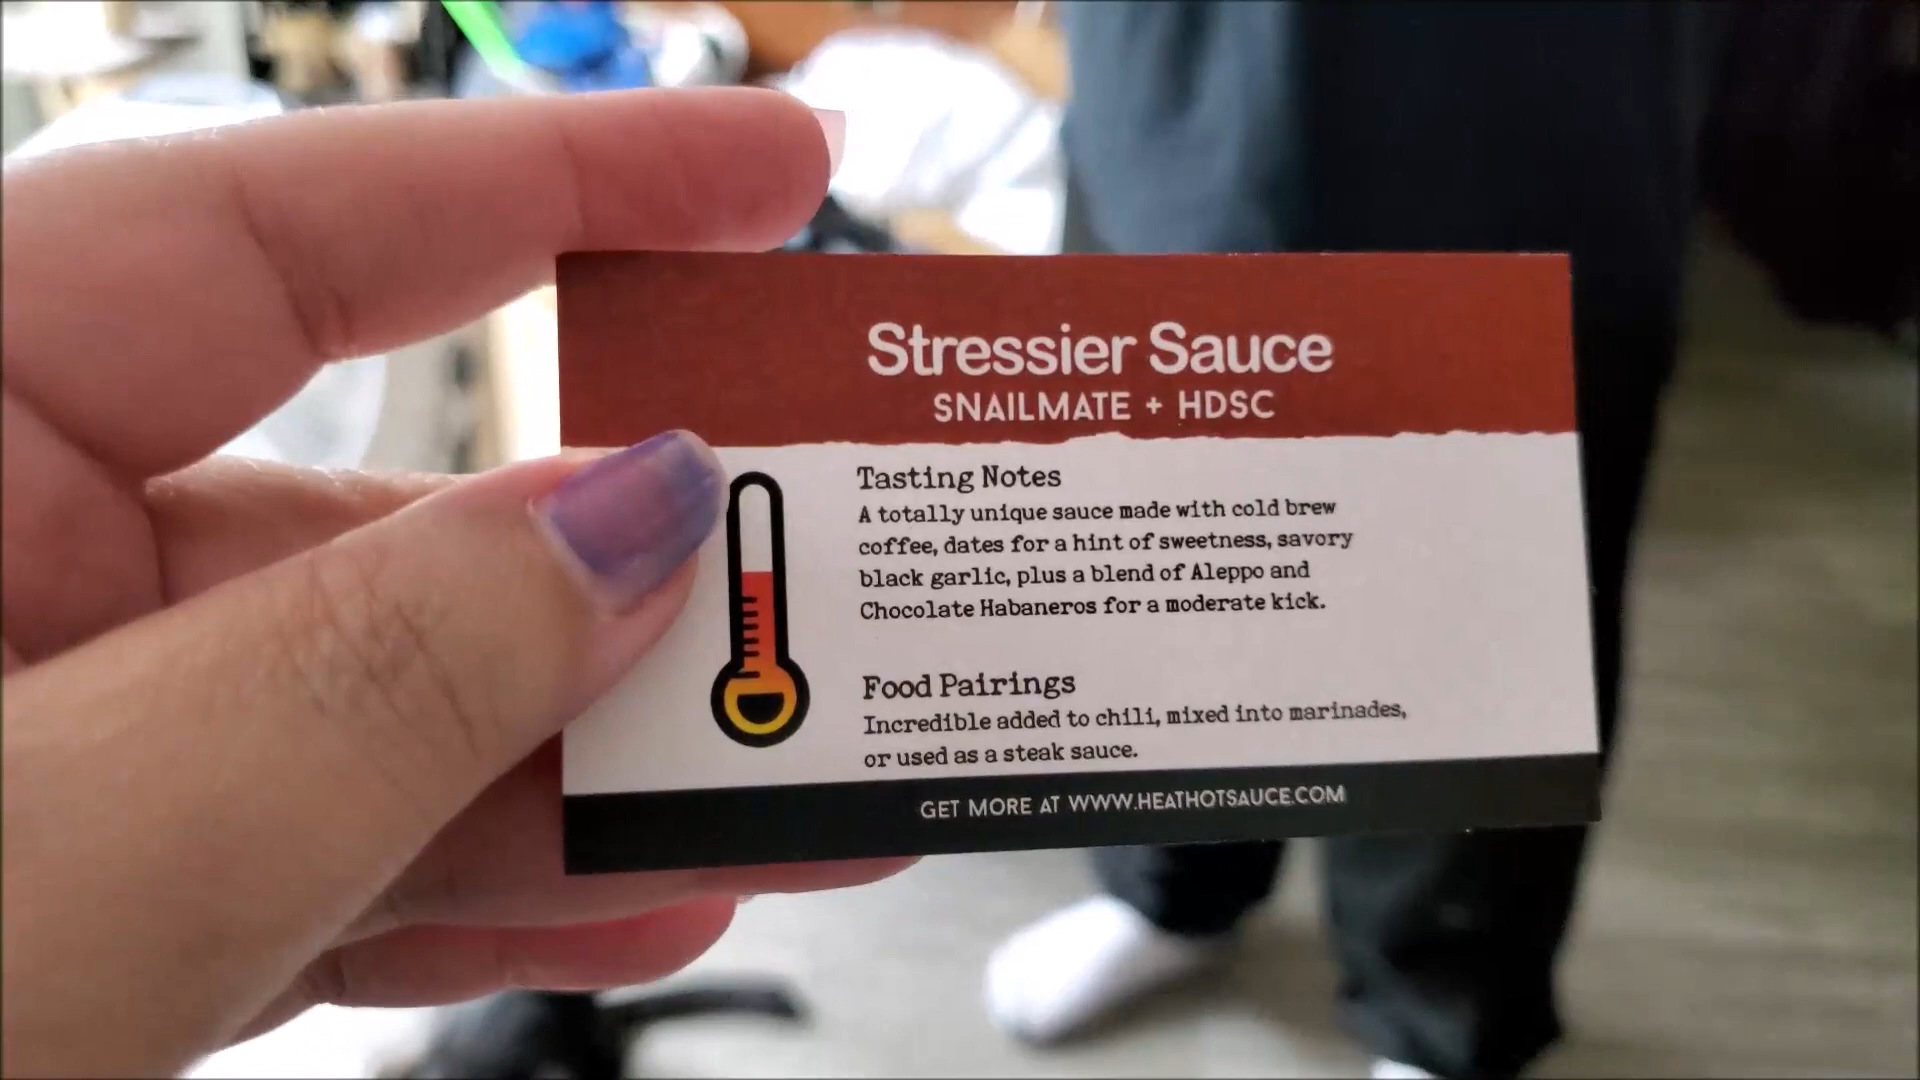 Stressier Sauce
SNAILMATE + HDSC
Tasting Notes
A totally unique sauce made with cold brew
coffee, dates for a hint of sweetness, savory
black garlic, plus a blend of Aleppo and
Chocolate Habaneros for a moderate kick.
Food Pairings
Incredible added to chili, mixed into marinades,
or used as a steak sauce.
GET MORE AT WWW.HEATHOTSAUCE.COM